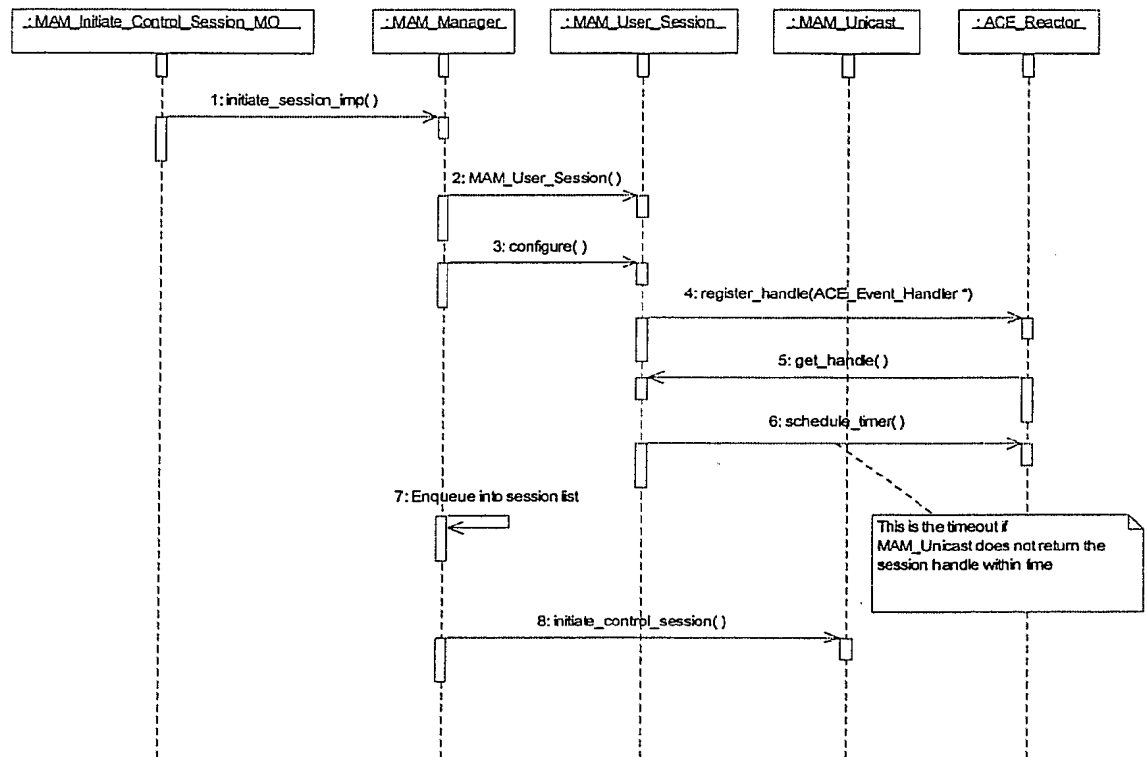 : MAM_Initiate_Control_Session_MO
: MAM_Manager
: MAM_User_Session
: MAM_Unicast
: ACE_Reactor
1: initiate_session_imp( )
2: MAM_User_Session( )
3: configure( )
4: register_handle(ACE_Event_Handler *)
5: get_handle( )
6: schedule_timer( )
7: Enqueue into session list
This is the timeout if
MAM_Unicast does not return the
session handle within time
8: initiate_control_session( )